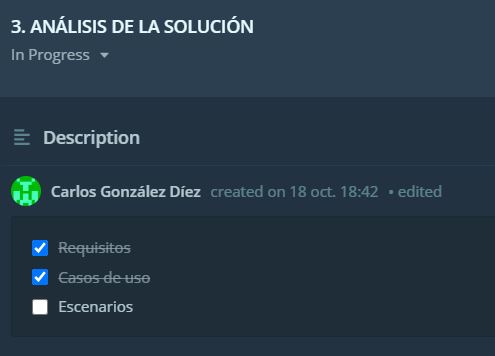 3. ANÁLISIS DE LA SOLUCIÓN
In Progress
Description
Carlos González Díez created on 18 oct. 18:42 • edited
Requisitos
Casos de uso
Escenarios